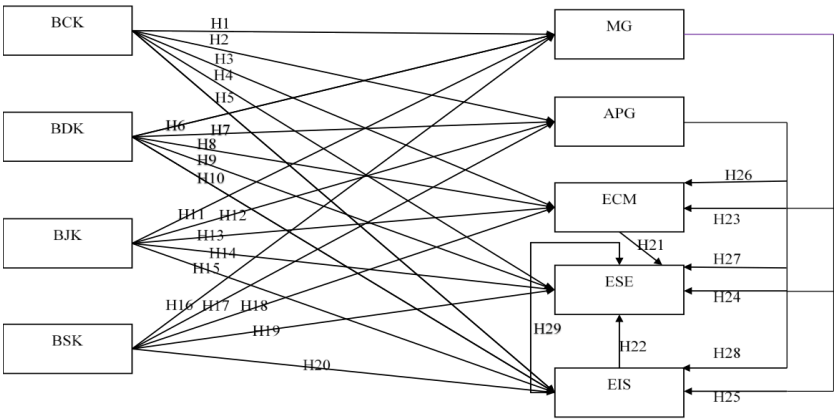 BCK
MG
H1
H2
H3
H4
H5
BDK
APG
H6
H7
H8
H9
H10
H26
ECM
H11
H12
H23
BJK
H13
H21
H14
H27
H15
ESE
H24
H16
H17
H18
BSK
H19
H29
H22
H28
H20
EIS
H25